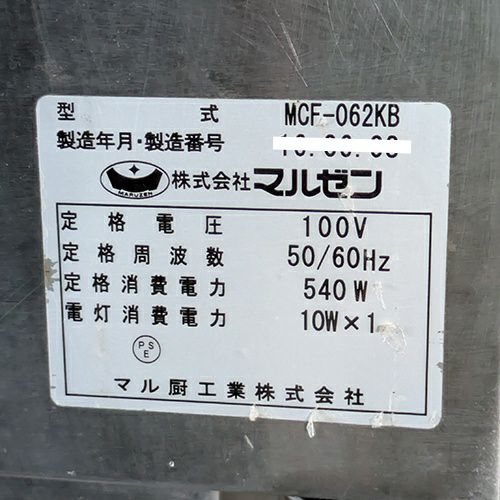 型式 MCF-062KB
製造年月・製造番号
MARUZEN 株式会社マルゼン
定格電圧 100V
定格周波数 50/60Hz
定格消費電力 540W
電灯消費電力 10W×1
PSE
マル厨工業株式会社